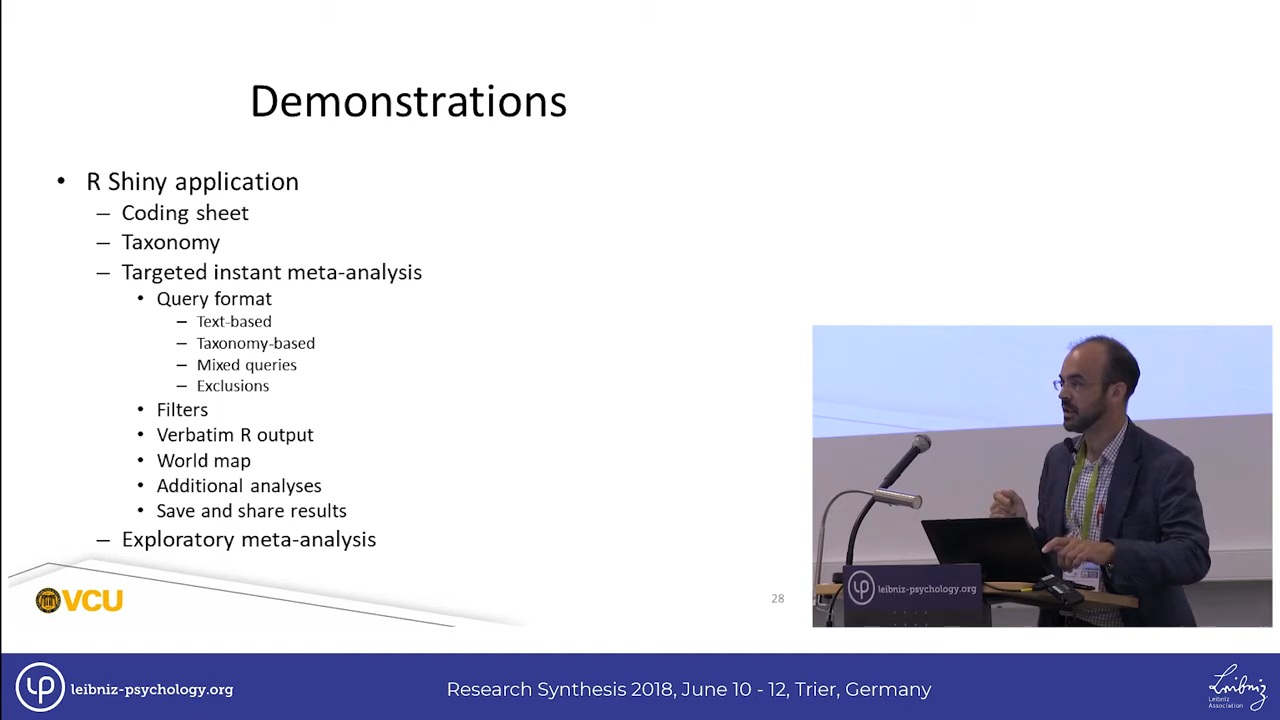 Demonstrations
• R Shiny application
– Coding sheet
– Taxonomy
– Targeted instant meta-analysis
• Query format
– Text-based
– Taxonomy-based
– Mixed queries
– Exclusions
• Filters
• Verbatim R output
• World map
• Additional analyses
• Save and share results
– Exploratory meta-analysis
VCU
28
leibniz-psychology.org
leibniz-psychology.org
Research Synthesis 2018, June 10 - 12, Trier, Germany
Leibniz
Leibniz
Association